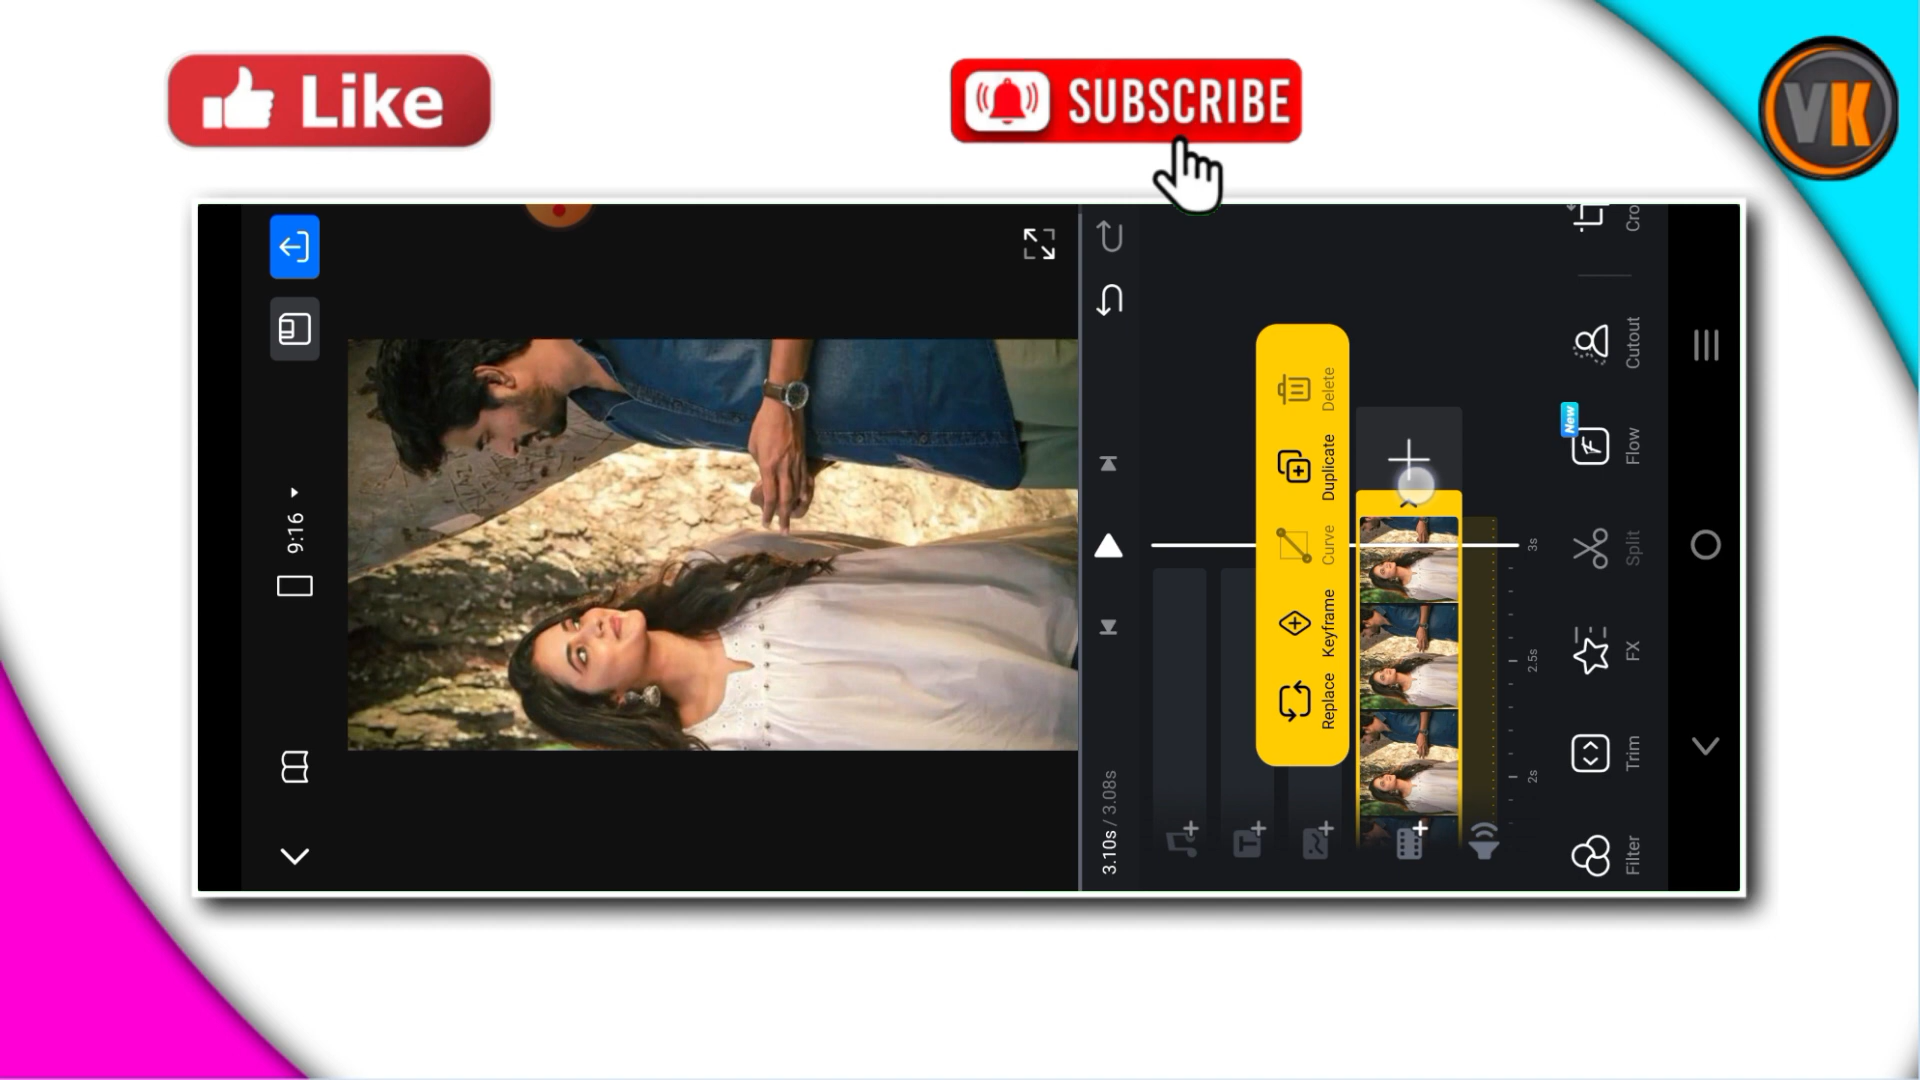 Like
SUBSCRIBE
VK
9:16
3.10s / 3.08s
Replace
Keyframe
Curve
Duplicate
Delete
2s
2.5s
3s
Filter
Trim
FX
Split
Flow
New
Cutout
Cro